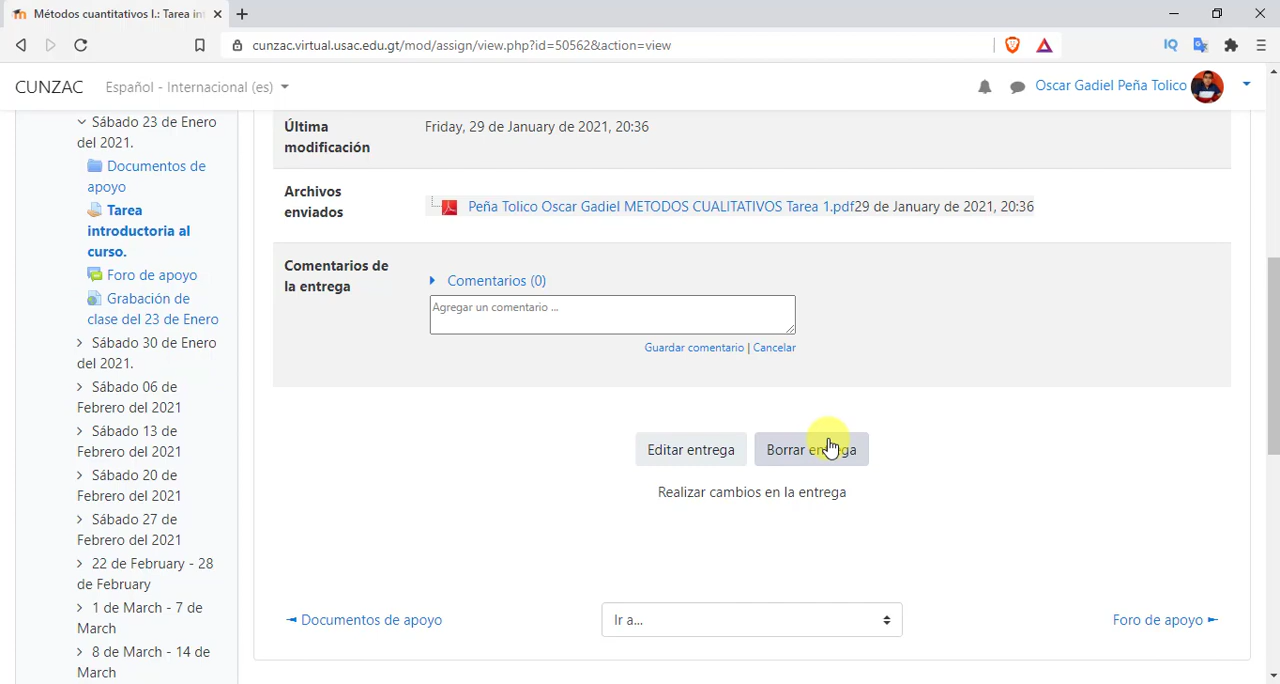 Métodos cuantitativos I.: Tarea in
cunzac.virtual.usac.edu.gt/mod/assign/view.php?id=50562&action=view
IQ
CUNZAC
Español - Internacional (es)
Oscar Gadiel Peña Tolico
Sábado 23 de Enero
del 2021.
Documentos de
apoyo
Tarea
introductoria al
curso.
Foro de apoyo
Grabación de
clase del 23 de Enero
Sábado 30 de Enero
del 2021.
Sábado 06 de
Febrero del 2021
Sábado 13 de
Febrero del 2021
Sábado 20 de
Febrero del 2021
Sábado 27 de
Febrero del 2021
22 de February - 28
de February
1 de March - 7 de
March
8 de March - 14 de
March
Última
modificación
Friday, 29 de January de 2021, 20:36
Archivos
enviados
Peña Tolico Oscar Gadiel METODOS CUALITATIVOS Tarea 1.pdf29 de January de 2021, 20:36
Comentarios de
la entrega
Comentarios (0)
Agregar un comentario ...
Guardar comentario | Cancelar
Editar entrega
Borrar entrega
Realizar cambios en la entrega
◄ Documentos de apoyo
Ir a...
Foro de apoyo ►